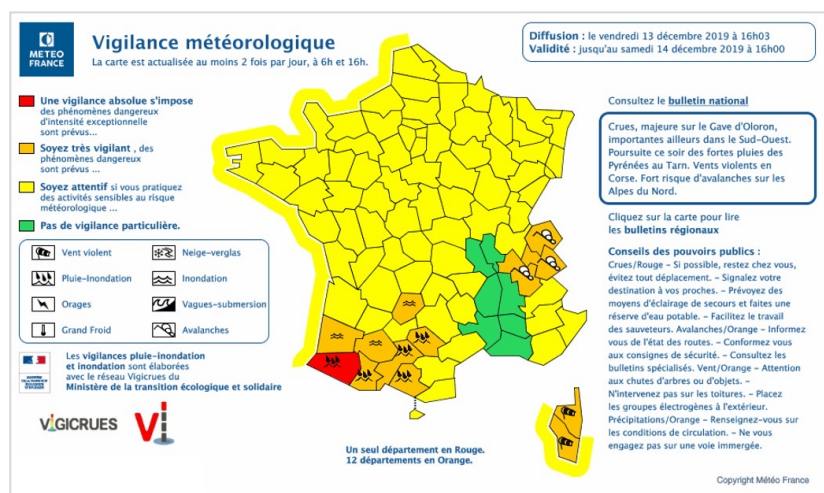 METEO
FRANCE
Vigilance météorologique
La carte est actualisée au moins 2 fois par jour, à 6h et 16h.
Diffusion : le vendredi 13 décembre 2019 à 16h03
Validité : jusqu'au samedi 14 décembre 2019 à 16h00
Une vigilance absolue s'impose
des phénomènes dangereux
d'intensité exceptionnelle
sont prévus...
Soyez très vigilant , des
phénomènes dangereux
sont prévus ...
Soyez attentif si vous pratiquez
des activités sensibles au risque
météorologique ...
Pas de vigilance particulière.
Vent violent
Neige-verglas
Pluie-Inondation
Inondation
Orages
Vagues-submersion
Grand Froid
Avalanches
Les vigilances pluie-inondation
et inondation sont élaborées
avec le réseau Vigicrues du
Ministère de la transition écologique et solidaire
VIGICRUES
Vi
Un seul département en Rouge.
12 départements en Orange.
Consultez le bulletin national
Crues, majeure sur le Gave d'Oloron,
importantes ailleurs dans le Sud-Ouest.
Poursuite ce soir des fortes pluies des
Pyrénées au Tarn. Vents violents en
Corse. Fort risque d'avalanches sur les
Alpes du Nord.
Cliquez sur la carte pour lire
les bulletins régionaux
Conseils des pouvoirs publics :
Crues/Rouge - Si possible, restez chez vous,
évitez tout déplacement. - Signalez votre
destination à vos proches. - Prévoyez des
moyens d'éclairage de secours et faites une
réserve d'eau potable. - Facilitez le travail
des sauveteurs. Avalanches/Orange - Informez
vous de l'état des routes. - Conformez vous
aux consignes de sécurité. - Consultez les
bulletins spécialisés. Vent/Orange - Attention
aux chutes d'arbres ou d'objets. -
N'intervenez pas sur les toitures. - Placez
les groupes électrogènes à l'extérieur.
Précipitations/Orange - Renseignez-vous sur
les conditions de circulation. - Ne vous
engagez pas sur une voie immergée.
Copyright Météo France